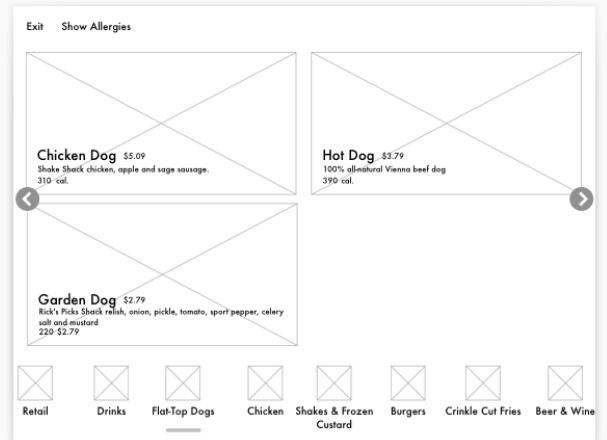 Exit Show Allergies
Chicken Dog $5.09
Shake Shack chicken, apple and sage sausage.
310 cal.
Hot Dog $3.79
100% all-natural Vienna beef dog
390 cal.
Garden Dog $2.79
Rick's Picks Shack relish, onion, pickle, tomato, sport pepper, celery
salt and mustard
220 $2.79
Retail
Drinks
Flat-Top Dogs
Chicken
Shakes & Frozen
Custard
Burgers
Crinkle Cut Fries
Beer & Wine